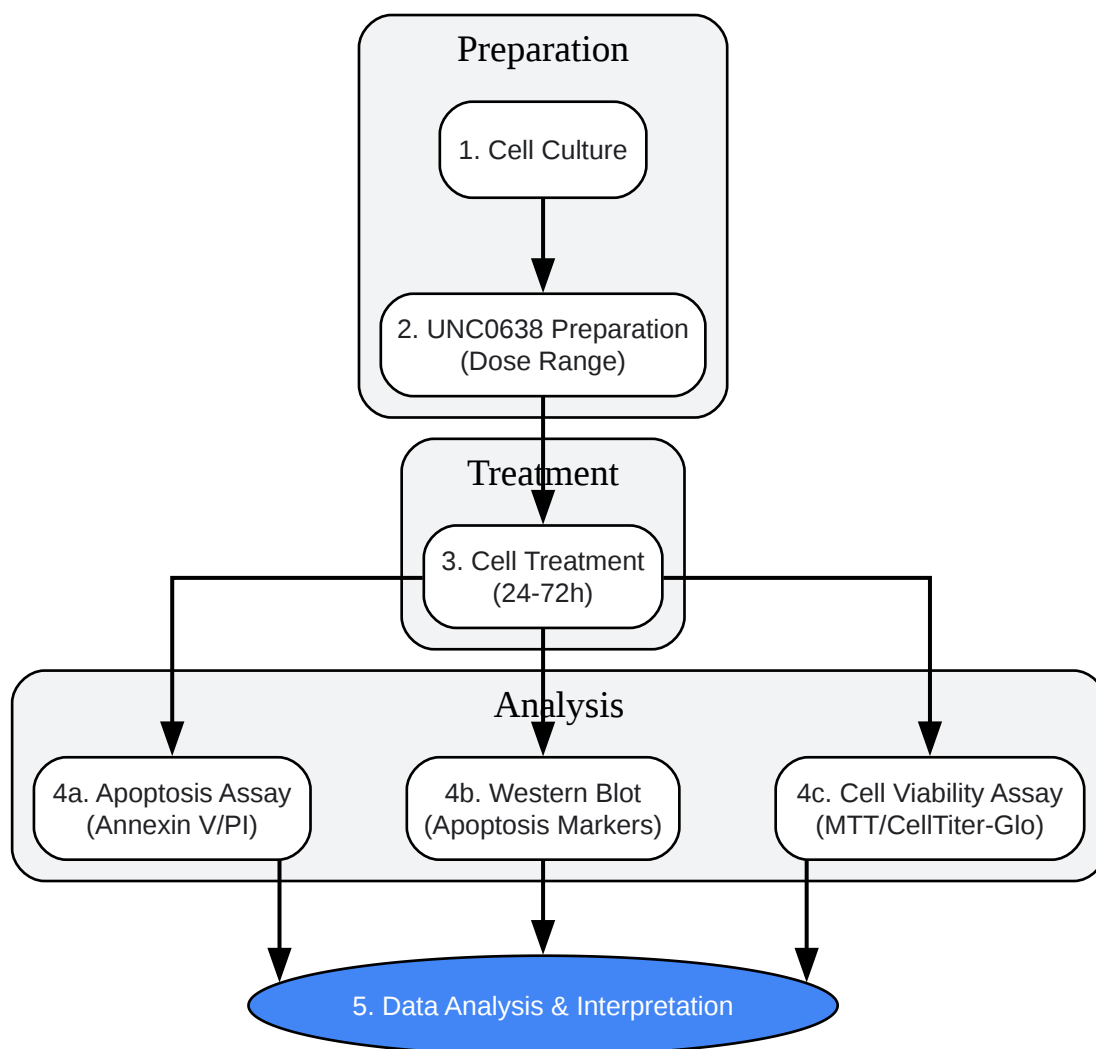 Preparation
1. Cell Culture
2. UNC0638 Preparation
(Dose Range)
Treatment
3. Cell Treatment
(24-72h)
Analysis
4a. Apoptosis Assay
(Annexin V/PI)
4b. Western Blot
(Apoptosis Markers)
4c. Cell Viability Assay
(MTT/CellTiter-Glo)
5. Data Analysis & Interpretation